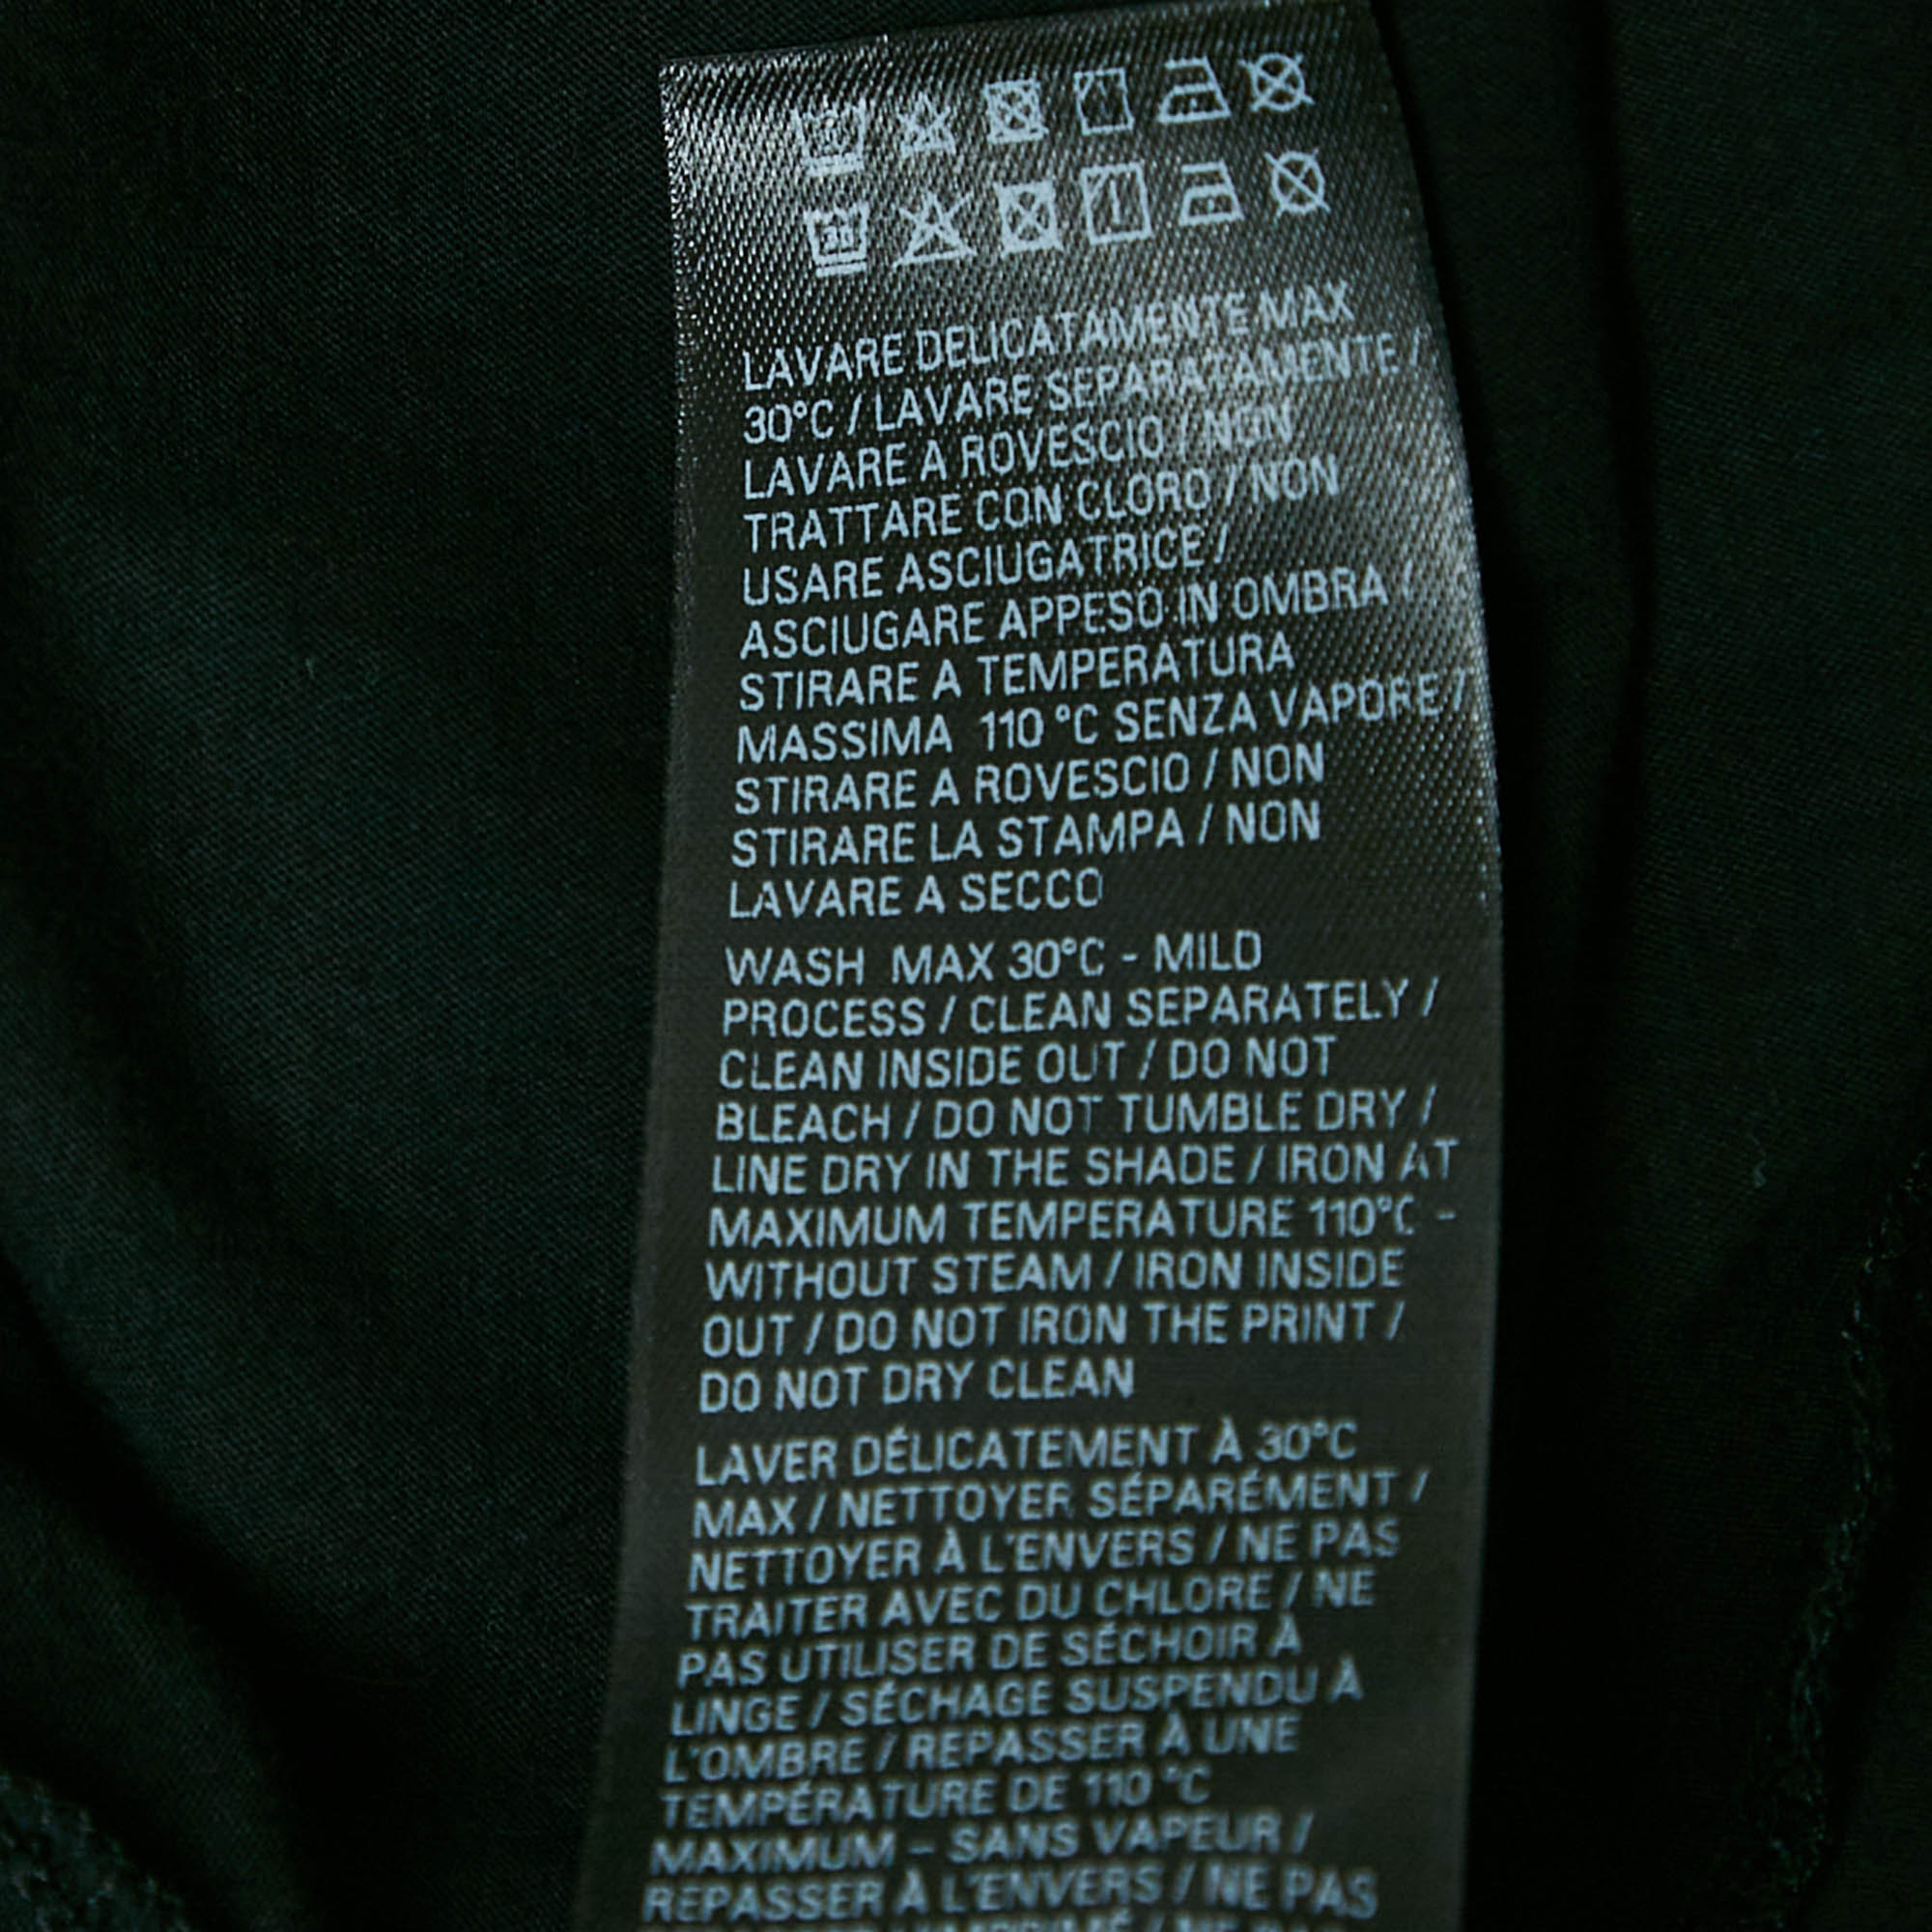 LAVARE DELICATAMENTE MAX
30°C / LAVARE SEPARATAMENTE /
LAVARE A ROVESCIO / NON
TRATTARE CON CLORO / NON
USARE ASCIUGATRICE /
ASCIUGARE APPESO IN OMBRA /
STIRARE A TEMPERATURA
MASSIMA 110 °C SENZA VAPORE /
STIRARE A ROVESCIO / NON
STIRARE LA STAMPA / NON
LAVARE A SECCO
WASH MAX 30°C - MILD
PROCESS / CLEAN SEPARATELY /
CLEAN INSIDE OUT / DO NOT
BLEACH / DO NOT TUMBLE DRY /
LINE DRY IN THE SHADE / IRON AT
MAXIMUM TEMPERATURE 110°C -
WITHOUT STEAM / IRON INSIDE
OUT / DO NOT IRON THE PRINT /
DO NOT DRY CLEAN
LAVER DÉLICATEMENT À 30°C
MAX / NETTOYER SÉPARÉMENT /
NETTOYER À L'ENVERS / NE PAS
TRAITER AVEC DU CHLORE / NE
PAS UTILISER DE SÉCHOIR À
LINGE / SÉCHAGE SUSPENDU À
L'OMBRE / REPASSER À UNE
TEMPÉRATURE DE 110 °C
MAXIMUM – SANS VAPEUR /
REPASSER À L'ENVERS / NE PAS